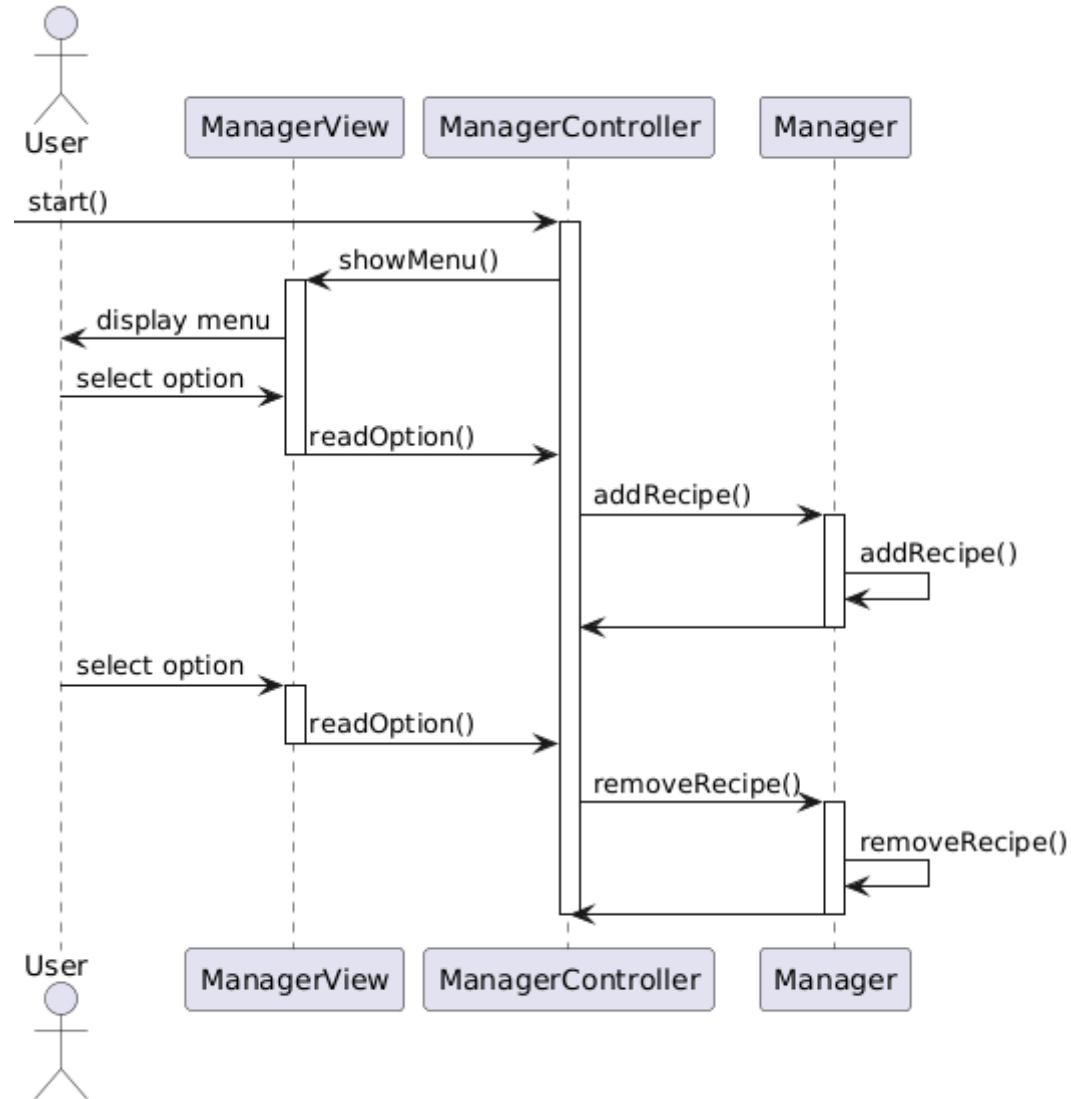 User
ManagerView
ManagerController
Manager
start()
showMenu()
display menu
select option
readOption()
addRecipe()
addRecipe()
select option
readOption()
removeRecipe()
removeRecipe()
User
ManagerView
ManagerController
Manager